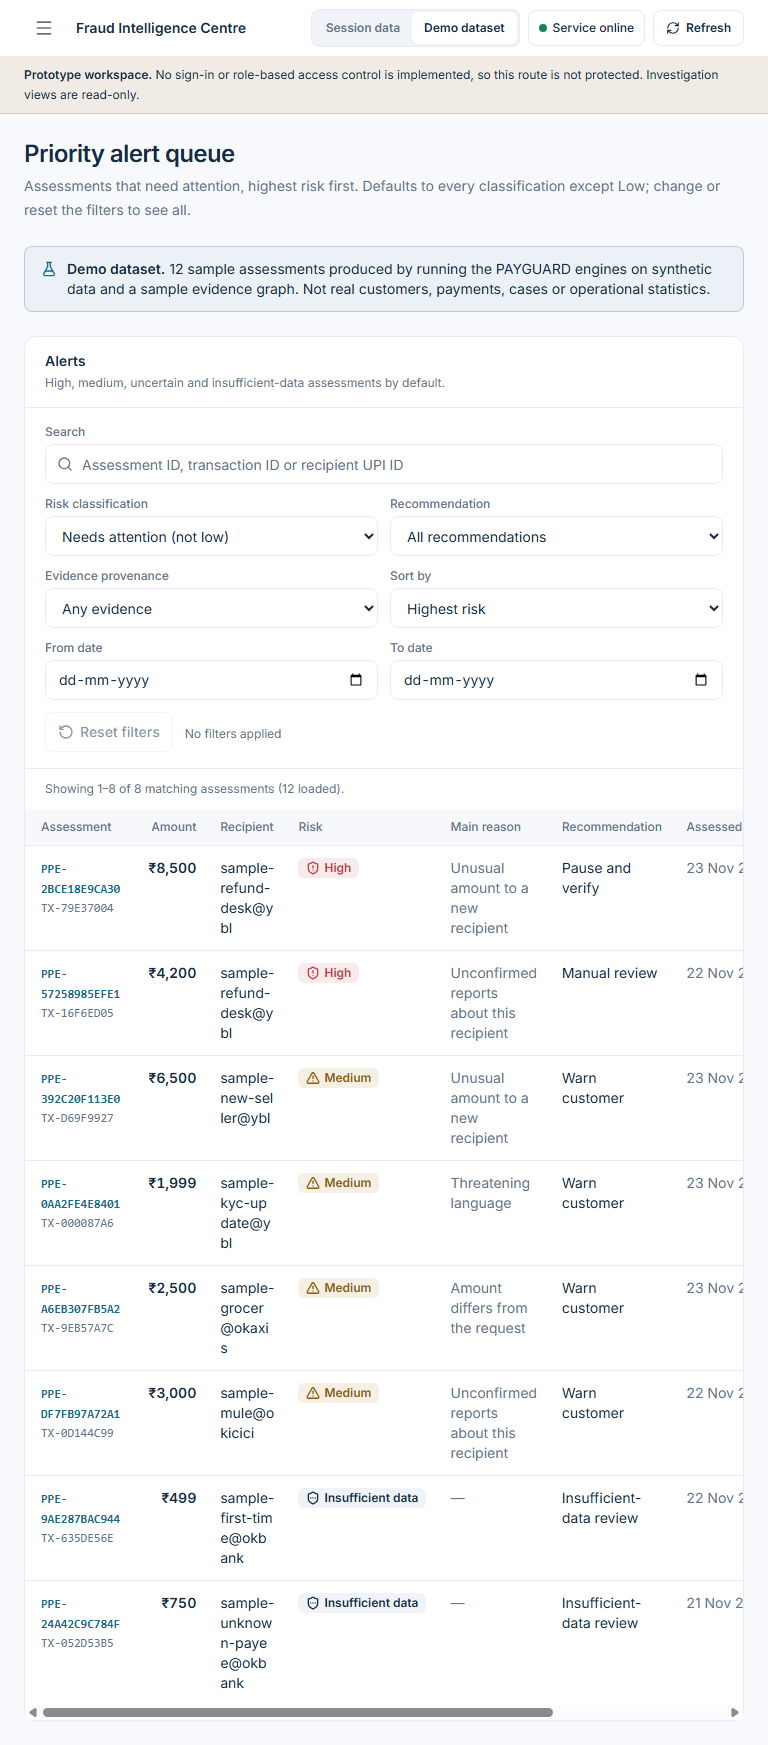 Fraud Intelligence Centre
Session data
Demo dataset
Service online
Refresh
Prototype workspace. No sign-in or role-based access control is implemented, so this route is not protected. Investigation
views are read-only.
Priority alert queue
Assessments that need attention, highest risk first. Defaults to every classification except Low; change or
reset the filters to see all.
Demo dataset. 12 sample assessments produced by running the PAYGUARD engines on synthetic
data and a sample evidence graph. Not real customers, payments, cases or operational statistics.
Alerts
High, medium, uncertain and insufficient-data assessments by default.
Search
Assessment ID, transaction ID or recipient UPI ID
Risk classification
Recommendation
Needs attention (not low)
All recommendations
Evidence provenance
Sort by
Any evidence
Highest risk
From date
To date
dd-mm-yyyy
dd-mm-yyyy
Reset filters
No filters applied
Showing 1–8 of 8 matching assessments (12 loaded).
Assessment Amount Recipient Risk Main reason Recommendation Assessed
PPE- ₹8,500 sample- High Unusual Pause and 23 Nov 2
2BCE18E9CA30 refund- amount to a verify
TX-79E37004 desk@y new
bl recipient
PPE- ₹4,200 sample- High Unconfirmed Manual review 22 Nov 2
57258985EFE1 refund- reports
TX-16F6ED05 desk@y about this
bl recipient
PPE- ₹6,500 sample- Medium Unusual Warn 23 Nov 2
392C20F113E0 new-sel amount to a customer
TX-D69F9927 ler@ybl new
recipient
PPE- ₹1,999 sample- Medium Threatening Warn 23 Nov 2
0AA2FE4E8401 kyc-up language customer
TX-000087A6 date@y
bl
PPE- ₹2,500 sample- Medium Amount Warn 23 Nov 2
A6EB307FB5A2 grocer differs from customer
TX-9EB57A7C @okaxi the request
s
PPE- ₹3,000 sample- Medium Unconfirmed Warn 22 Nov 2
DF7FB97A72A1 mule@o reports customer
TX-0D144C99 kicici about this
recipient
PPE- ₹499 sample- Insufficient data — Insufficient- 22 Nov 2
9AE287BAC944 first-tim data review
TX-635DE56E e@okb
ank
PPE- ₹750 sample- Insufficient data — Insufficient- 21 Nov 2
24A42C9C784F unknow data review
TX-052D53B5 n-paye
e@okb
ank